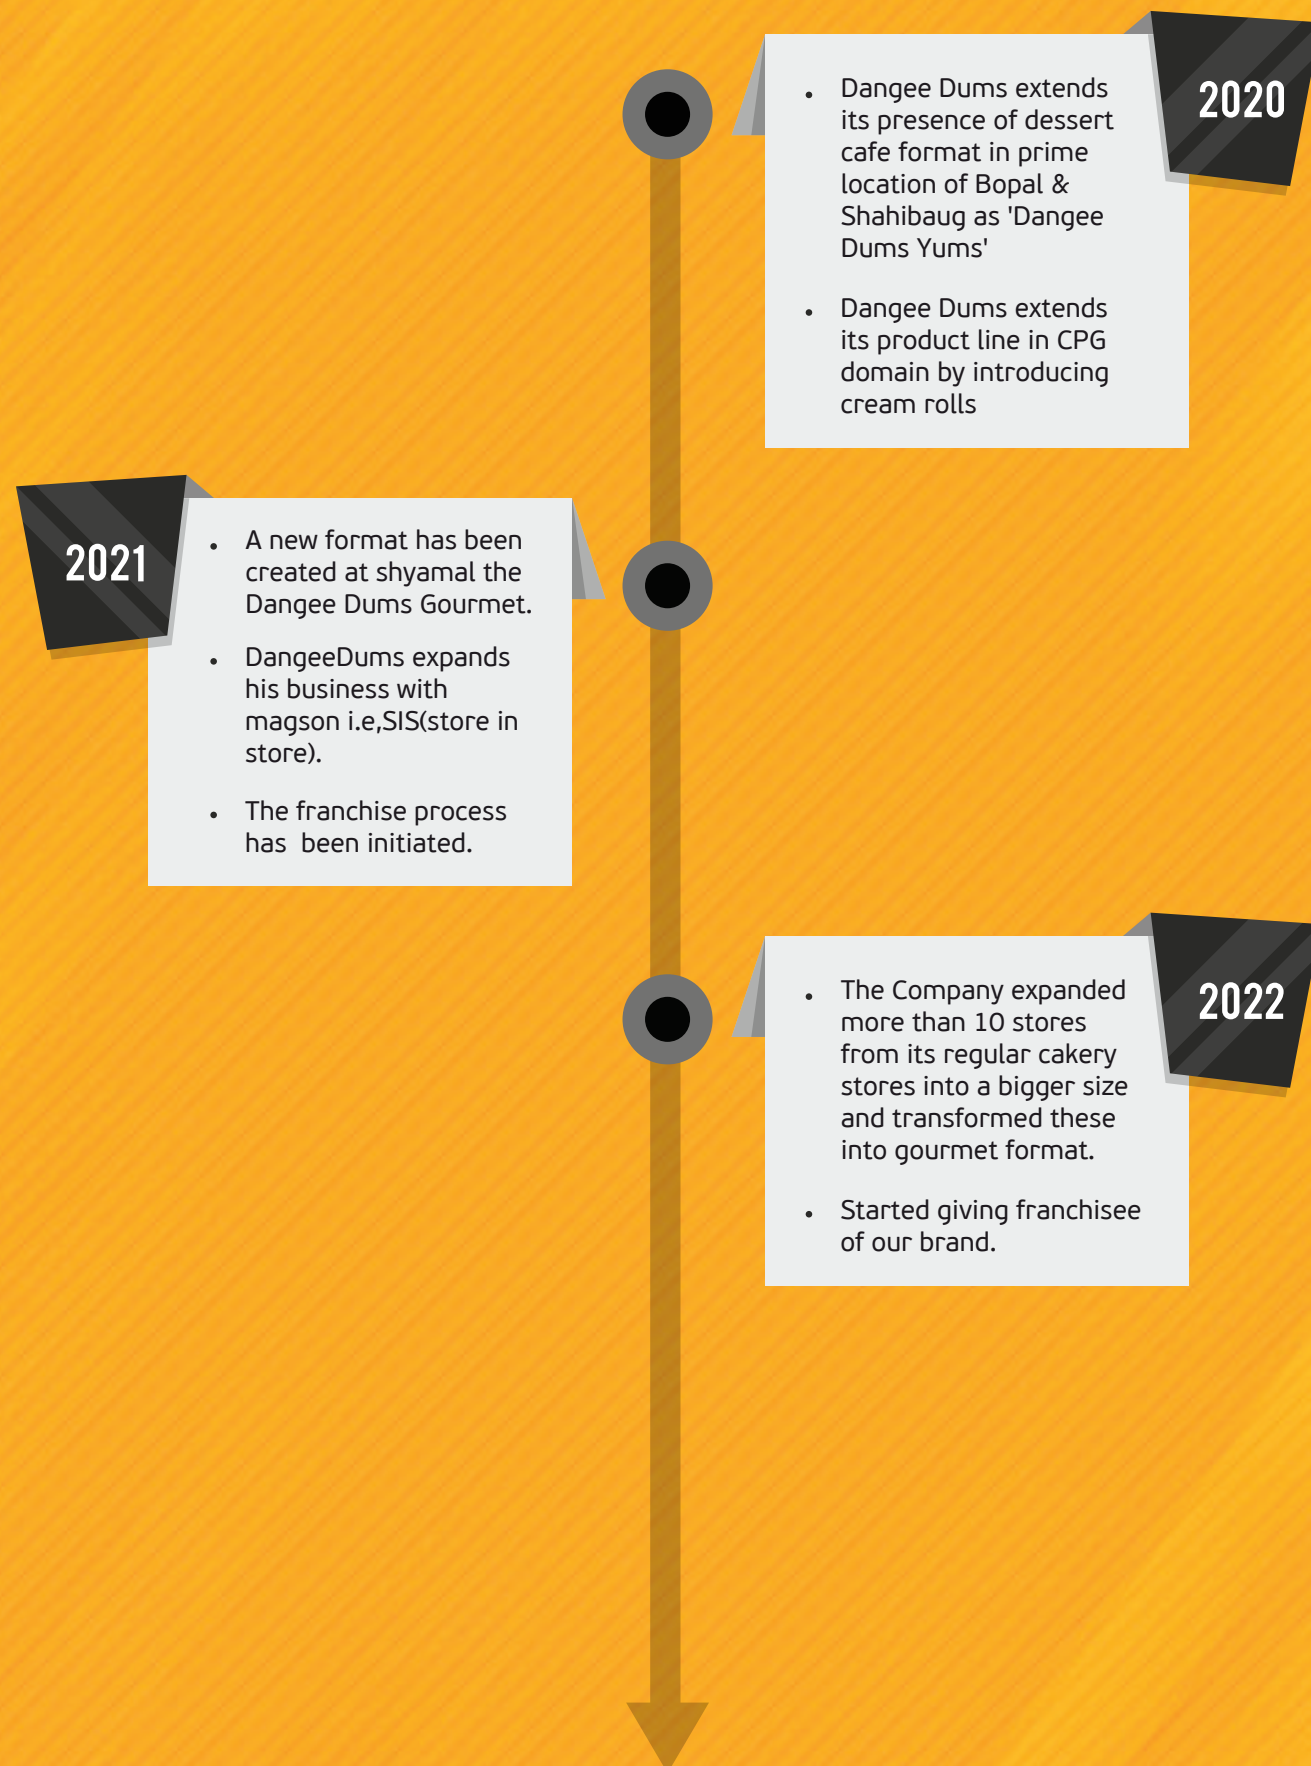 2020
• Dangee Dums extends
its presence of dessert
cafe format in prime
location of Bopal &
Shahibaug as 'Dangee
Dums Yums'
• Dangee Dums extends
its product line in CPG
domain by introducing
cream rolls
2021
• A new format has been
created at shyamal the
Dangee Dums Gourmet.
• DangeeDums expands
his business with
magson i.e,SIS(store in
store).
• The franchise process
has  been initiated.
2022
• The Company expanded
more than 10 stores
from its regular cakery
stores into a bigger size
and transformed these
into gourmet format.
• Started giving franchisee
of our brand.